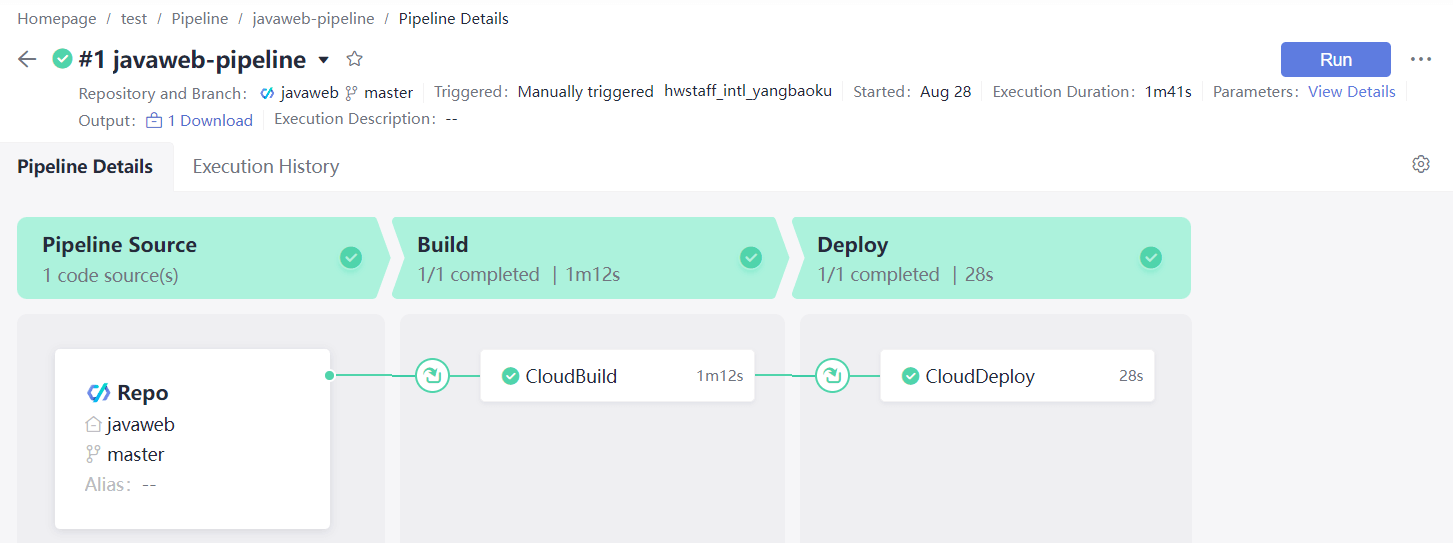 Homepage / test / Pipeline / javaweb-pipeline / Pipeline Details
#1 javaweb-pipeline
Run
Repository and Branch: javaweb master Triggered: Manually triggered hwstaff_intl_yangbaoku Started: Aug 28 Execution Duration: 1m41s Parameters: View Details
Output: 1 Download Execution Description: --
Pipeline Details Execution History
Pipeline Source Build Deploy
1 code source(s) 1/1 completed | 1m12s 1/1 completed | 28s
CloudBuild 1m12s CloudDeploy 28s
Repo
javaweb
master
Alias: --